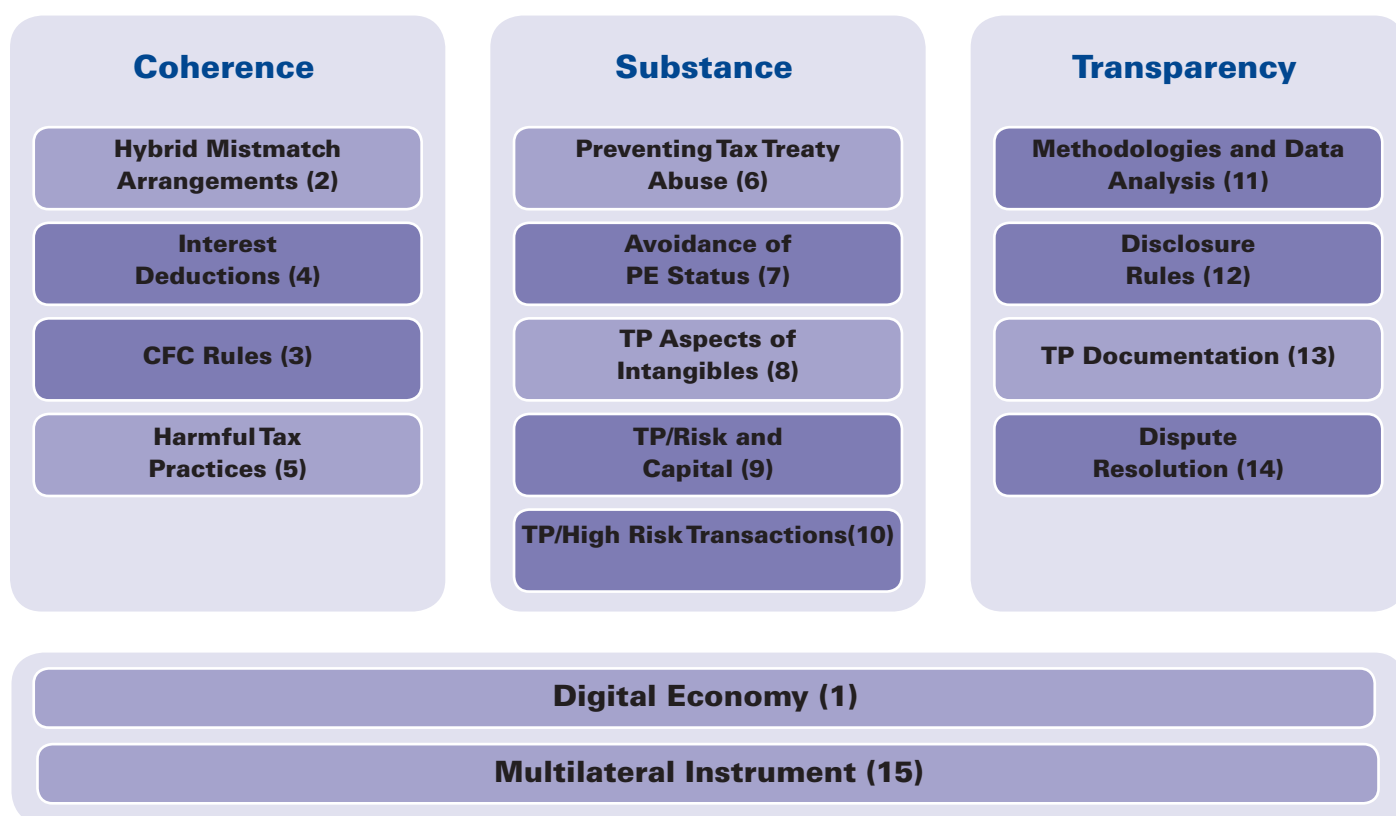 Coherence
Hybrid Mistmatch
Arrangements (2)
Interest
Deductions (4)
CFC Rules (3)
Harmful Tax
Practices (5)
Substance
Preventing Tax Treaty
Abuse (6)
Avoidance of
PE Status (7)
TP Aspects of
Intangibles (8)
TP/Risk and
Capital (9)
TP/High Risk Transactions(10)
Transparency
Methodologies and Data
Analysis (11)
Disclosure
Rules (12)
TP Documentation (13)
Dispute
Resolution (14)
Digital Economy (1)
Multilateral Instrument (15)